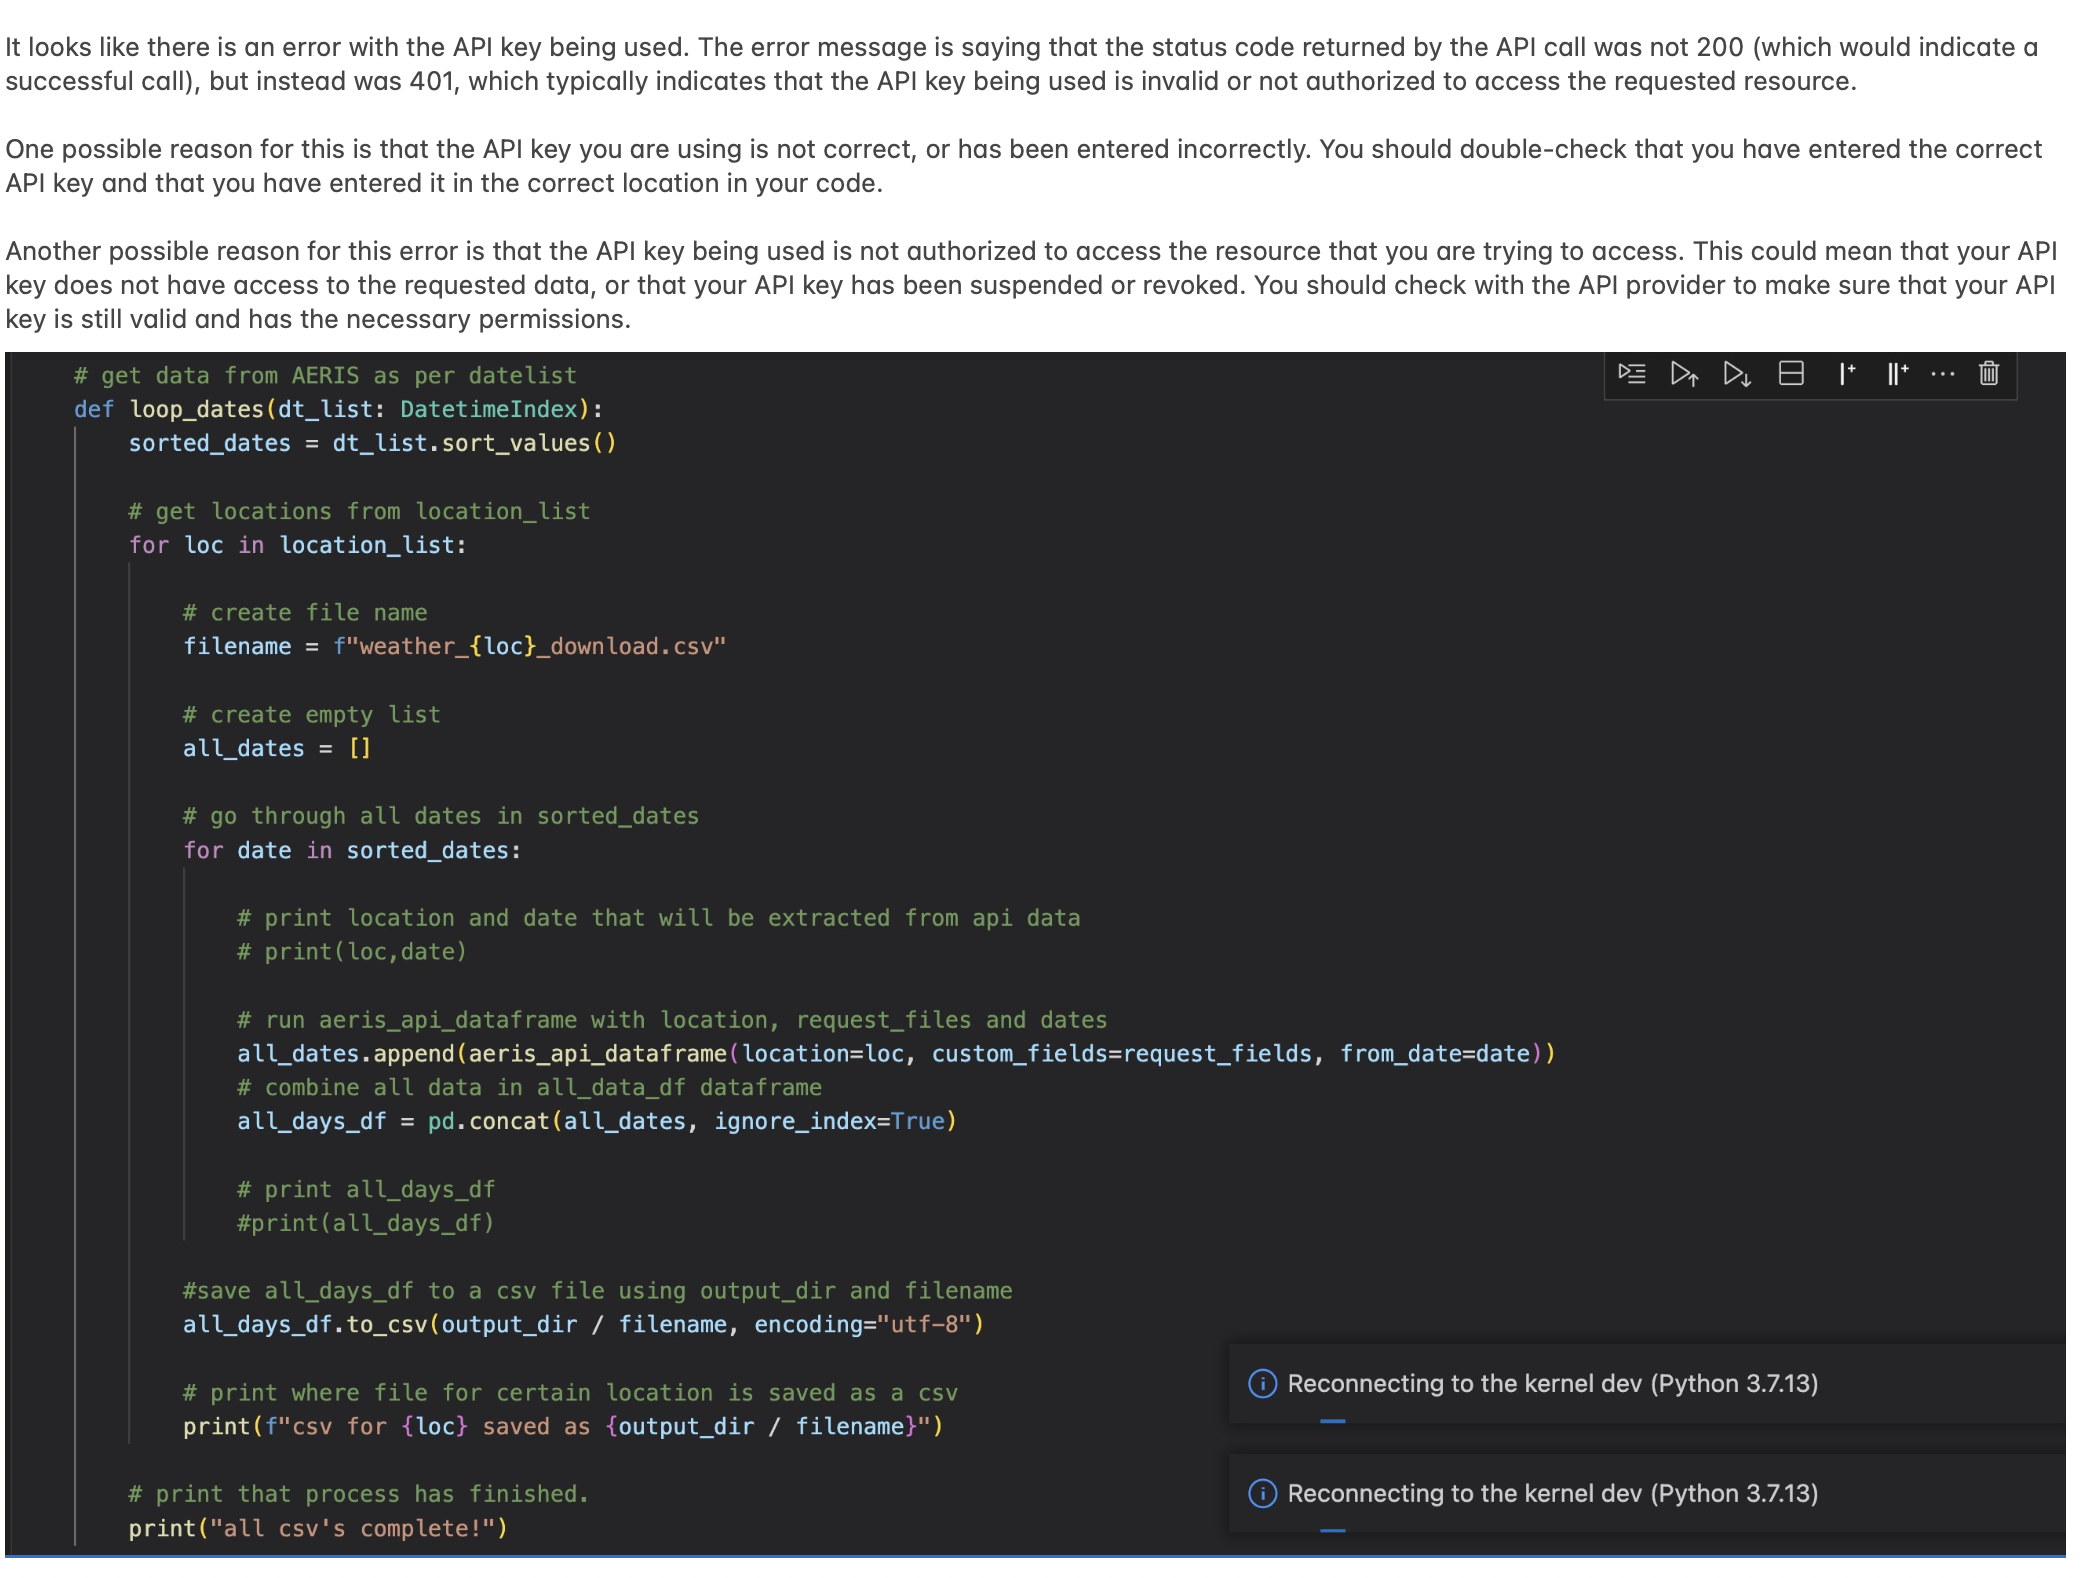 It looks like there is an error with the API key being used. The error message is saying that the status code returned by the API call was not 200 (which would indicate a
successful call), but instead was 401, which typically indicates that the API key being used is invalid or not authorized to access the requested resource.
One possible reason for this is that the API key you are using is not correct, or has been entered incorrectly. You should double-check that you have entered the correct
API key and that you have entered it in the correct location in your code.
Another possible reason for this error is that the API key being used is not authorized to access the resource that you are trying to access. This could mean that your API
key does not have access to the requested data, or that your API key has been suspended or revoked. You should check with the API provider to make sure that your API
key is still valid and has the necessary permissions.
# get data from AERIS as per datelist
def loop_dates(dt_list: DatetimeIndex):
    sorted_dates = dt_list.sort_values()
    # get locations from location_list
    for loc in location_list:
        # create file name
        filename = f"weather_{loc}_download.csv"
        # create empty list
        all_dates = []
        # go through all dates in sorted_dates
        for date in sorted_dates:
            # print location and date that will be extracted from api data
            # print(loc,date)
            # run aeris_api_dataframe with location, request_files and dates
            all_dates.append(aeris_api_dataframe(location=loc, custom_fields=request_fields, from_date=date))
            # combine all data in all_data_df dataframe
            all_days_df = pd.concat(all_dates, ignore_index=True)
            # print all_days_df
            #print(all_days_df)
        #save all_days_df to a csv file using output_dir and filename
        all_days_df.to_csv(output_dir / filename, encoding="utf-8")
        # print where file for certain location is saved as a csv
        print(f"csv for {loc} saved as {output_dir / filename}")
    # print that process has finished.
    print("all csv's complete!")
Reconnecting to the kernel dev (Python 3.7.13)
Reconnecting to the kernel dev (Python 3.7.13)